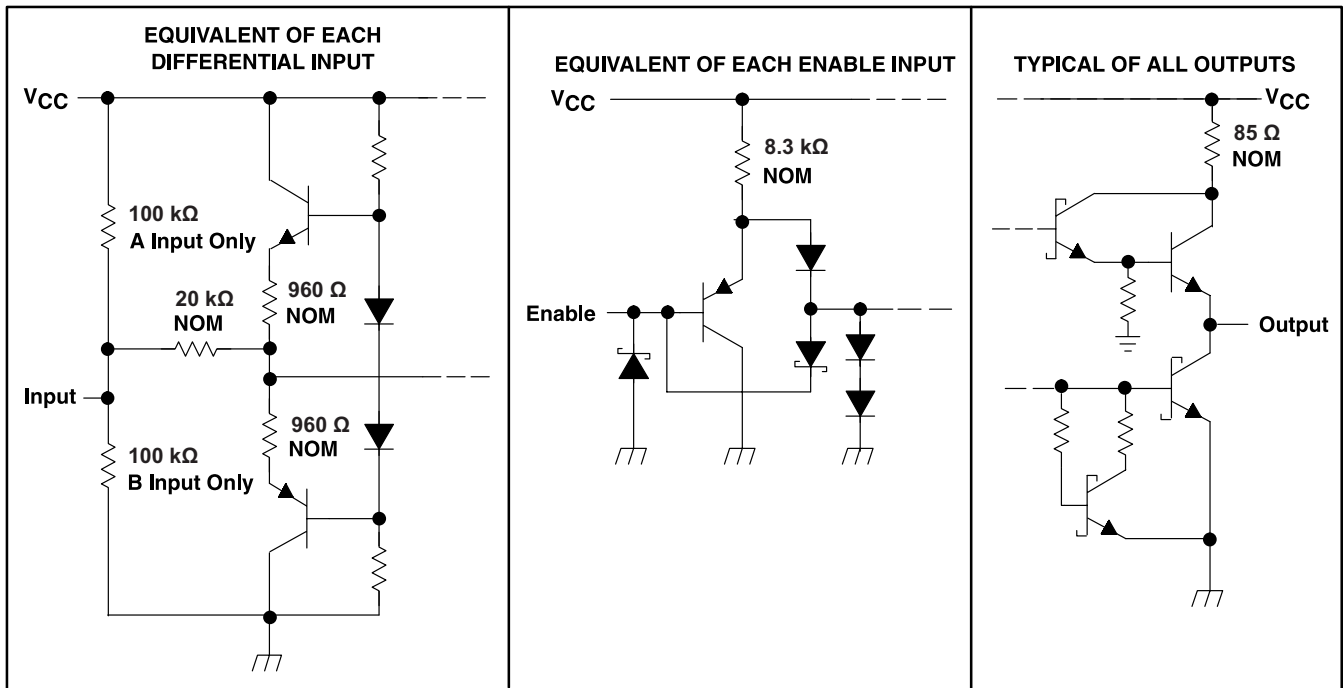 EQUIVALENT OF EACH
DIFFERENTIAL INPUT
VCC
100 kΩ
A Input Only
20 kΩ
NOM
960 Ω
NOM
Input
960 Ω
NOM
100 kΩ
B Input Only
EQUIVALENT OF EACH ENABLE INPUT
VCC
8.3 kΩ
NOM
Enable
TYPICAL OF ALL OUTPUTS
VCC
85 Ω
NOM
Output